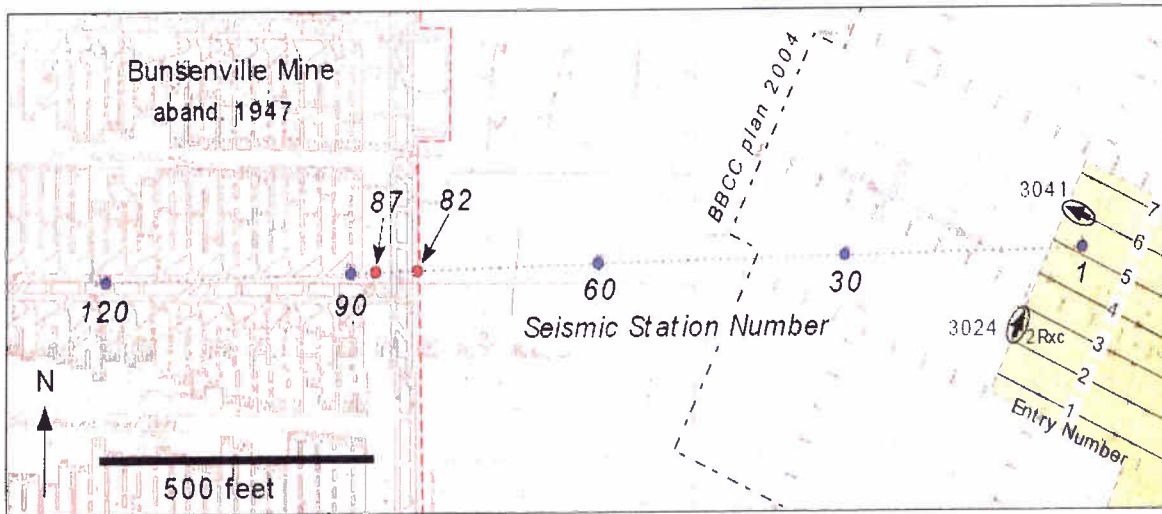 Bunsenville Mine
aband. 1947
BBCC plan 2004
87
82
3041
7
6
5
4
3
2
1
120
90
60
30
1
Seismic Station Number
3024
2Rxc
Entry Number
N
500 feet